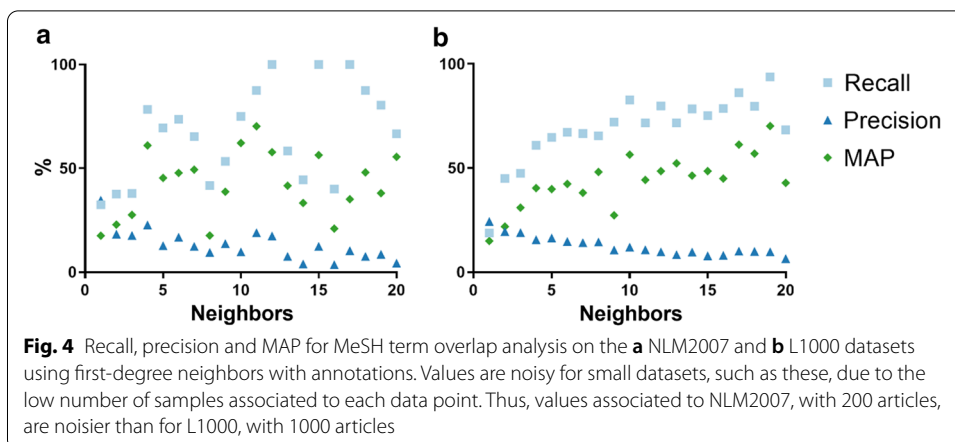 a
b
100
50
0
%
0
5
10
15
20
Neighbors
100
50
0
0
5
10
15
20
Neighbors
Recall
Precision
MAP
Fig. 4 Recall, precision and MAP for MeSH term overlap analysis on the a NLM2007 and b L1000 datasets
using first-degree neighbors with annotations. Values are noisy for small datasets, such as these, due to the
low number of samples associated to each data point. Thus, values associated to NLM2007, with 200 articles,
are noisier than for L1000, with 1000 articles